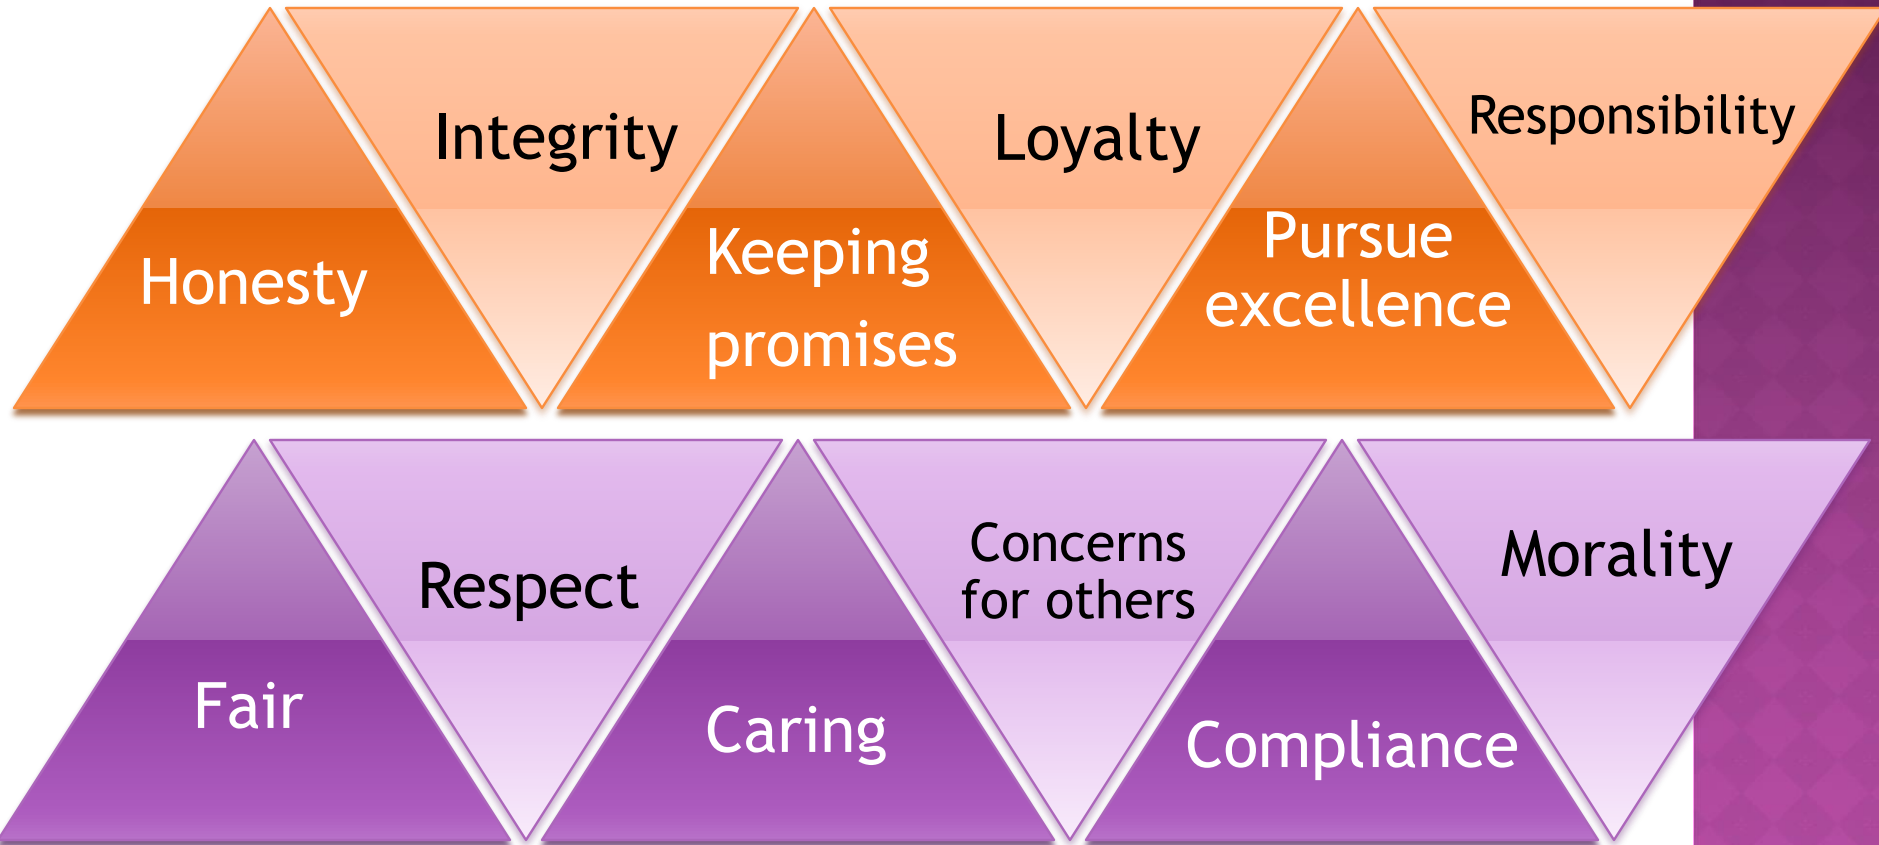 Honesty
Integrity
Keeping
promises
Loyalty
Pursue
excellence
Responsibility
Fair
Respect
Caring
Concerns
for others
Compliance
Morality